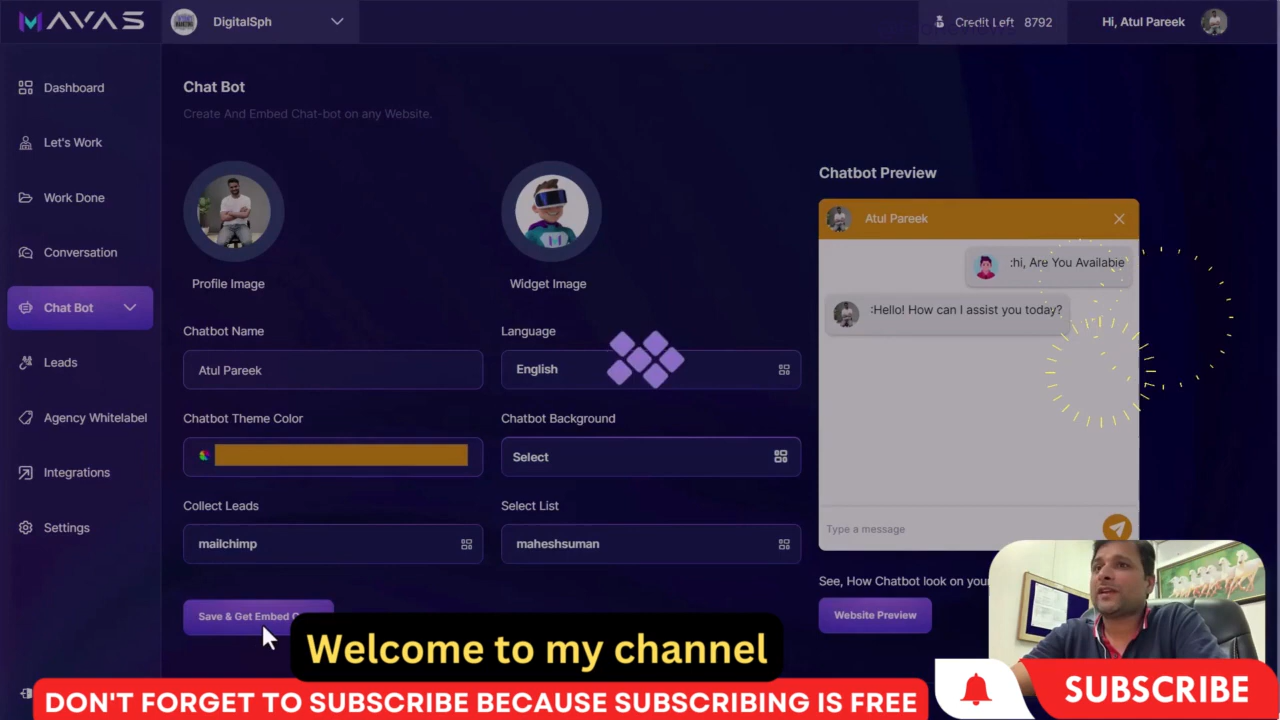 MAVAS
DigitalSph
Credit Left 8792
Hi, Atul Pareek
Dashboard
Let's Work
Work Done
Conversation
Chat Bot
Leads
Agency Whitelabel
Integrations
Settings
Chat Bot
Create And Embed Chat-bot on any Website.
Profile Image
Widget Image
Chatbot Name
Atul Pareek
Language
English
Chatbot Theme Color
Chatbot Background
Select
Collect Leads
mailchimp
Select List
maheshsuman
Save & Get Embed
Chatbot Preview
Atul Pareek
:hi, Are You Availabie
:Hello! How can I assist you today?
Type a message
See, How Chatbot look on your
Website Preview
Welcome to my channel
DON'T FORGET TO SUBSCRIBE BECAUSE SUBSCRIBING IS FREE
SUBSCRIBE